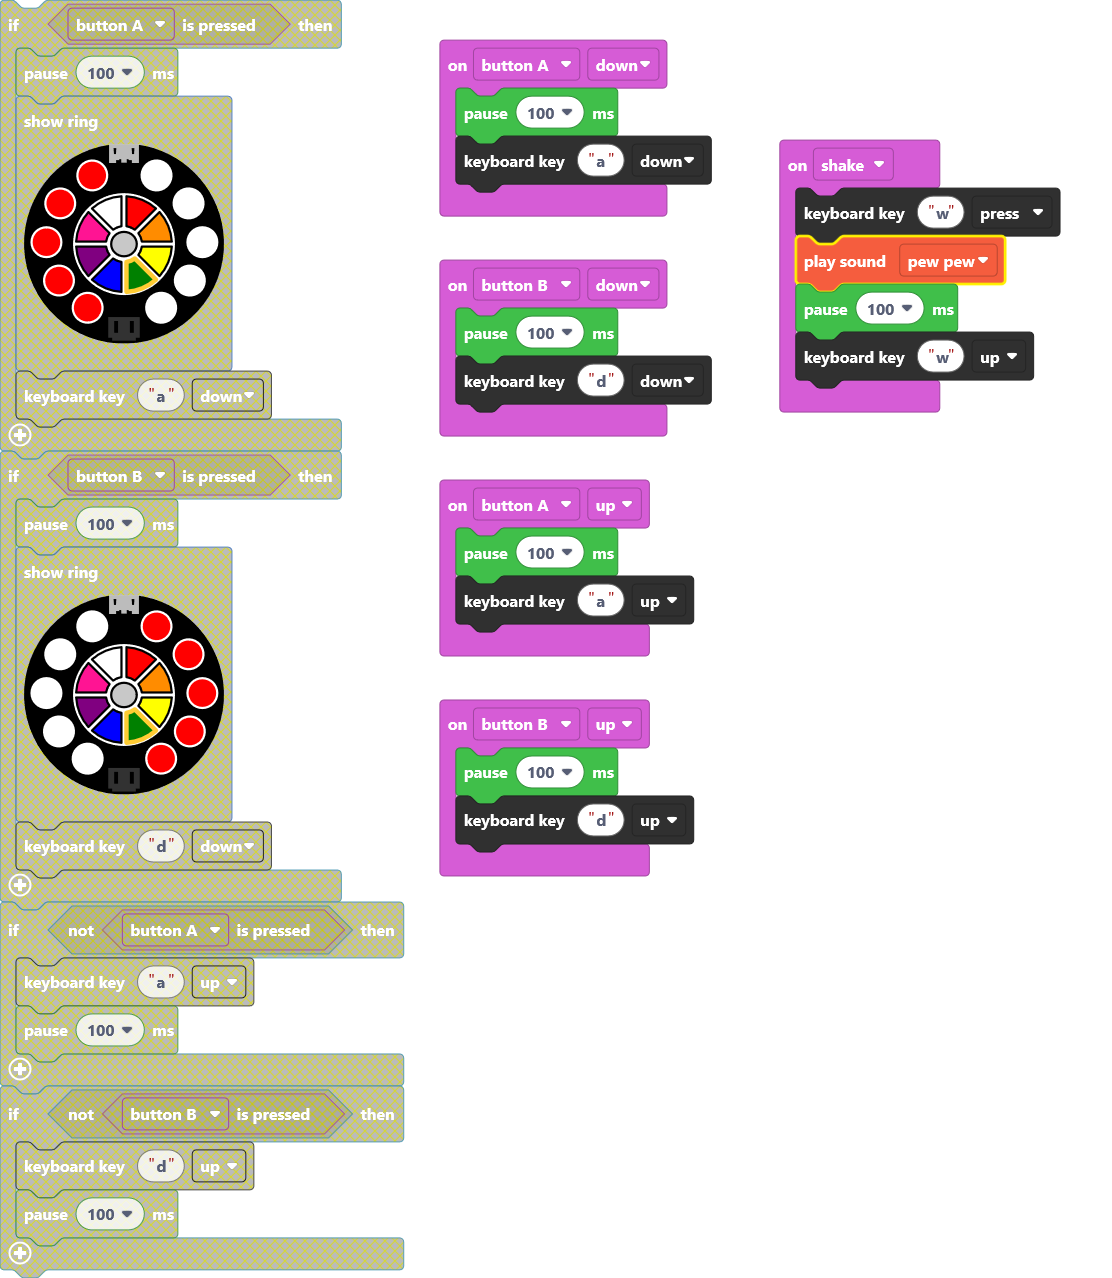 if button A is pressed then
pause 100 ms
show ring
keyboard key "a" down
if button B is pressed then
pause 100 ms
show ring
keyboard key "d" down
if not button A is pressed then
keyboard key "a" up
pause 100 ms
if not button B is pressed then
keyboard key "d" up
pause 100 ms
on button A down
pause 100 ms
keyboard key "a" down
on button B down
pause 100 ms
keyboard key "d" down
on button A up
pause 100 ms
keyboard key "a" up
on button B up
pause 100 ms
keyboard key "d" up
on shake
keyboard key "w" press
play sound pew pew
pause 100 ms
keyboard key "w" up